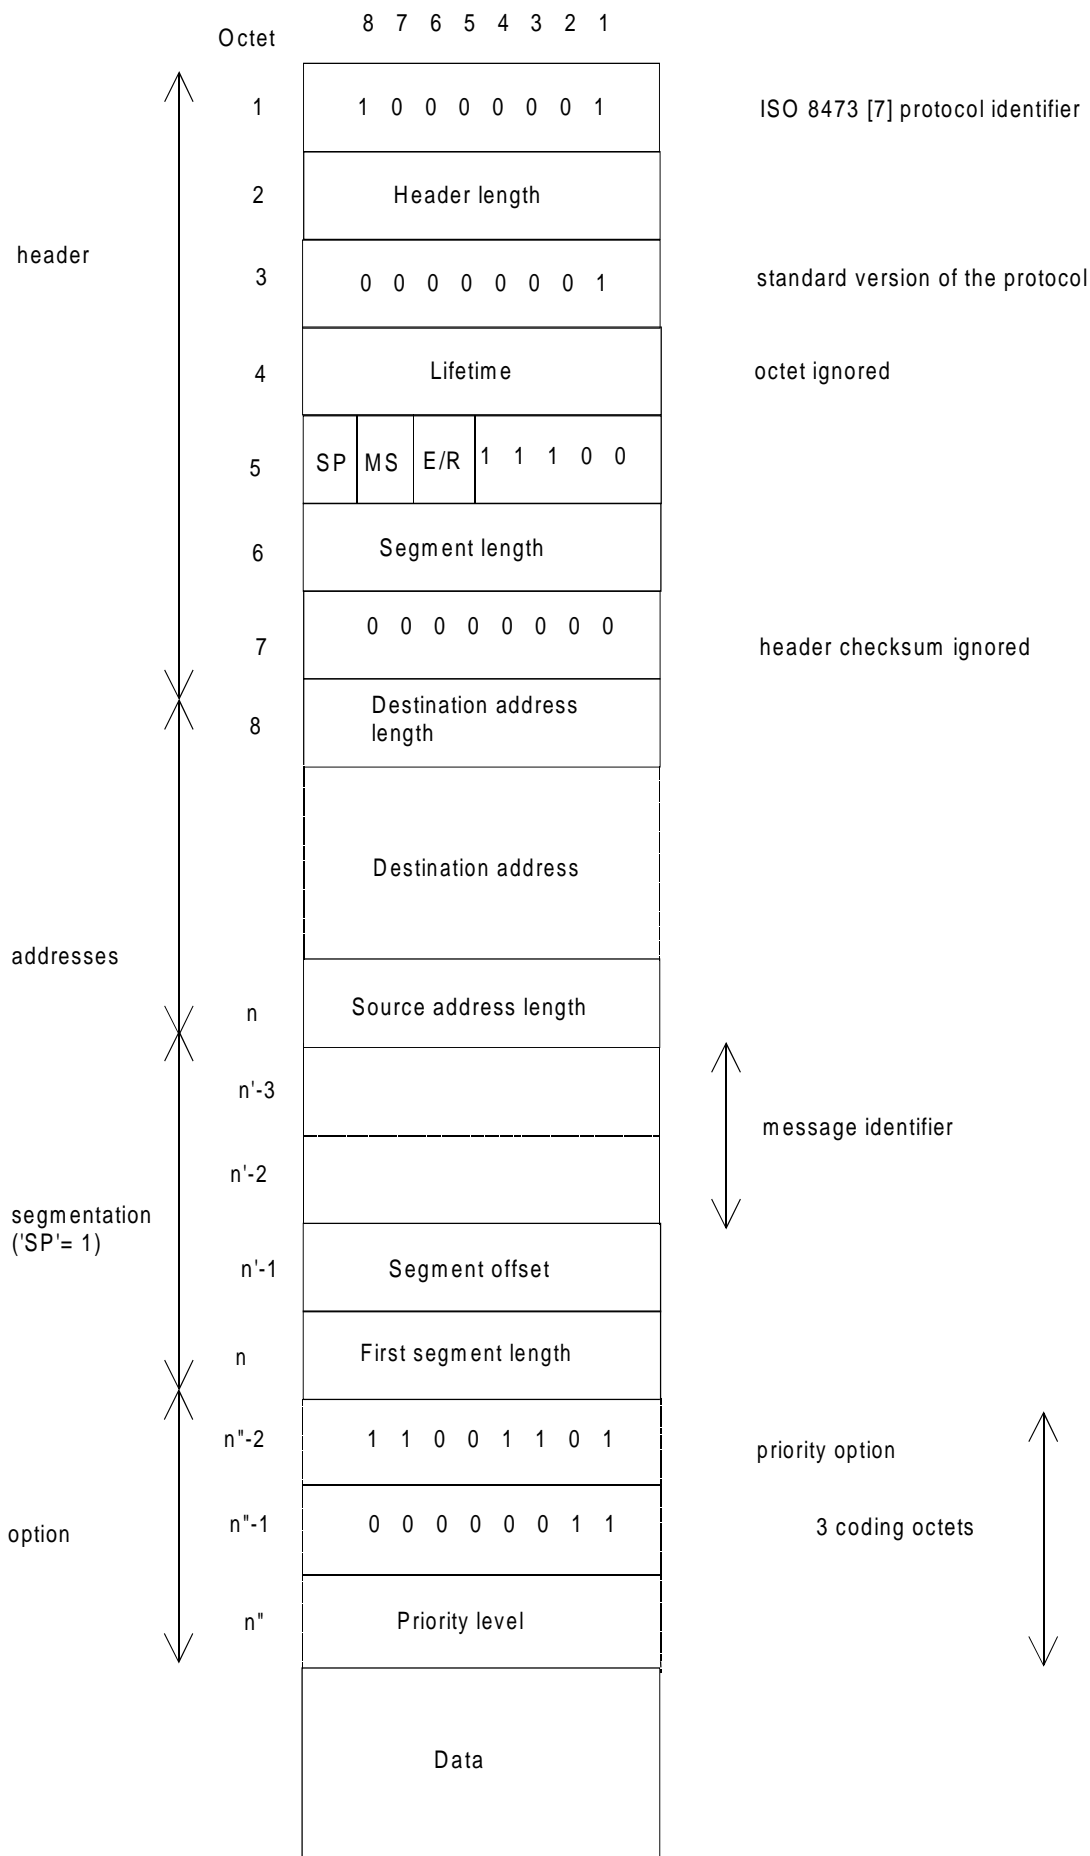 8 7 6 5 4 3 2 1
Octet
1 1 0 0 0 0 0 0 1 ISO 8473 [7] protocol identifier
2 Header length
header
3 0 0 0 0 0 0 0 1 standard version of the protocol
4 Lifetime octet ignored
5 SP MS E/R 1 1 1 0 0
6 Segment length
7 0 0 0 0 0 0 0 0 header checksum ignored
8 Destination address
length
Destination address
addresses
n Source address length
n'-3
message identifier
n'-2
segmentation
('SP'= 1)
n'-1 Segment offset
n First segment length
n"-2 1 1 0 0 1 1 0 1 priority option
option n"-1 0 0 0 0 0 0 1 1 3 coding octets
n" Priority level
Data